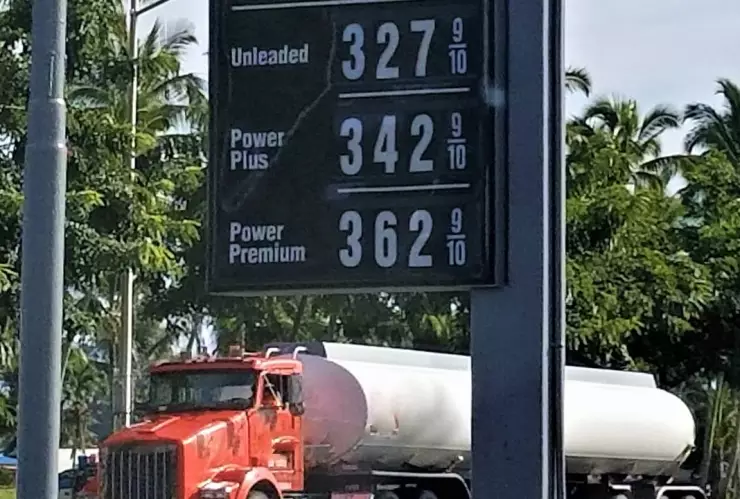 Unleaded 327 9/10
Power
Plus 342 9/10
Power
Premium 362 9/10